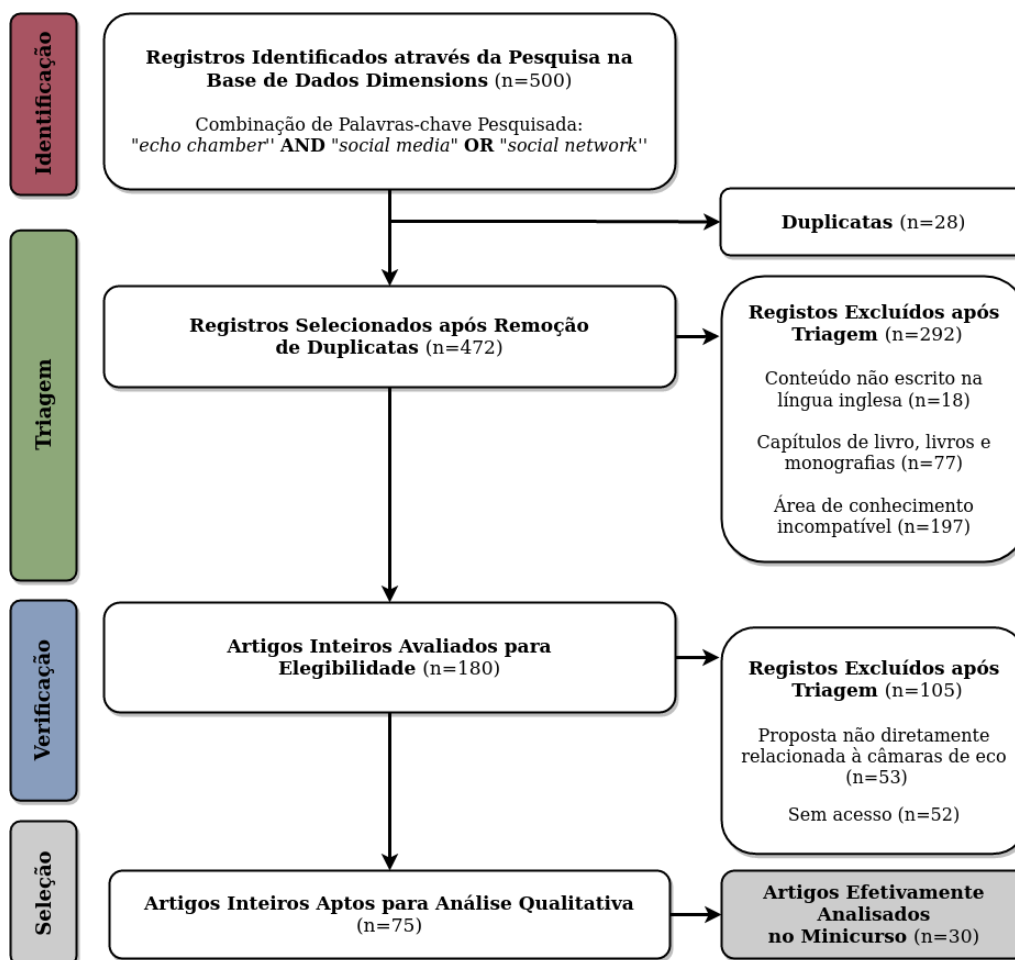 Identificação
Registros Identificados através da Pesquisa na
Base de Dados Dimensions (n=500)
Combinação de Palavras-chave Pesquisada:
"echo chamber'' AND "social media" OR "social network''
Duplicatas (n=28)
Triagem
Registros Selecionados após Remoção
de Duplicatas (n=472)
Registos Excluídos após
Triagem (n=292)
Conteúdo não escrito na
língua inglesa (n=18)
Capítulos de livro, livros e
monografias (n=77)
Área de conhecimento
incompatível (n=197)
Verificação
Artigos Inteiros Avaliados para
Elegibilidade (n=180)
Registos Excluídos após
Triagem (n=105)
Proposta não diretamente
relacionada à câmaras de eco
(n=53)
Sem acesso (n=52)
Seleção
Artigos Inteiros Aptos para Análise Qualitativa
(n=75)
Artigos Efetivamente
Analisados
no Minicurso (n=30)